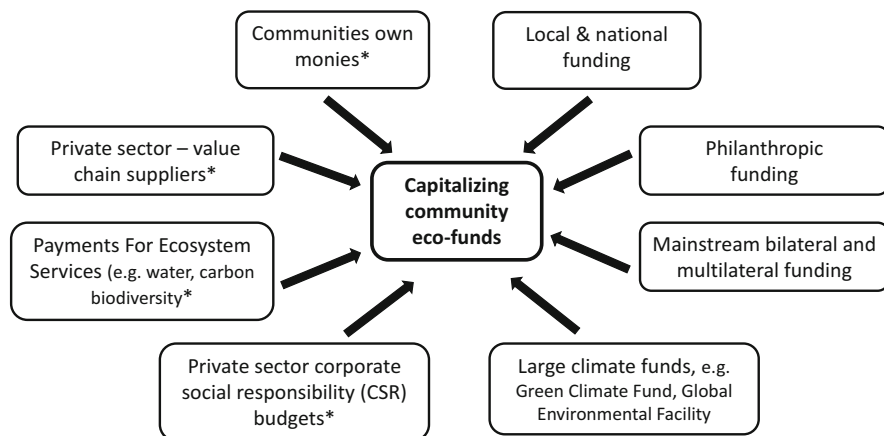 Communities own
monies*
Local & national
funding
Private sector – value
chain suppliers*
Philanthropic
funding
Capitalizing
community
eco-funds
Payments For Ecosystem
Services (e.g. water, carbon
biodiversity*
Mainstream bilateral and
multilateral funding
Private sector corporate
social responsibility (CSR)
budgets*
Large climate funds, e.g.
Green Climate Fund, Global
Environmental Facility